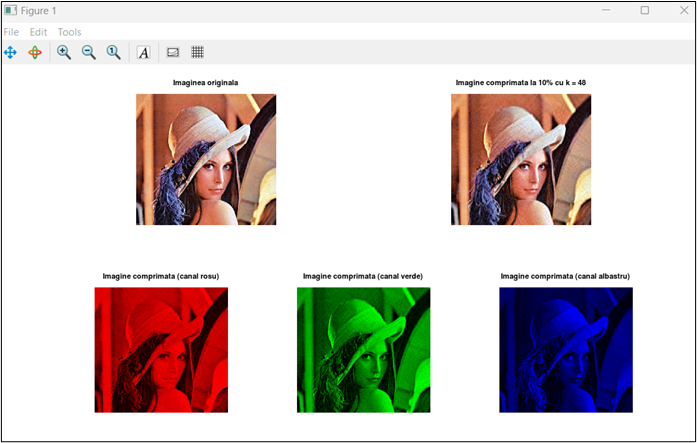 Figure 1
File Edit Tools
A
Imaginea originala
Imagine comprimata la 10% cu k = 48
Imagine comprimata (canal rosu)
Imagine comprimata (canal verde)
Imagine comprimata (canal albastru)